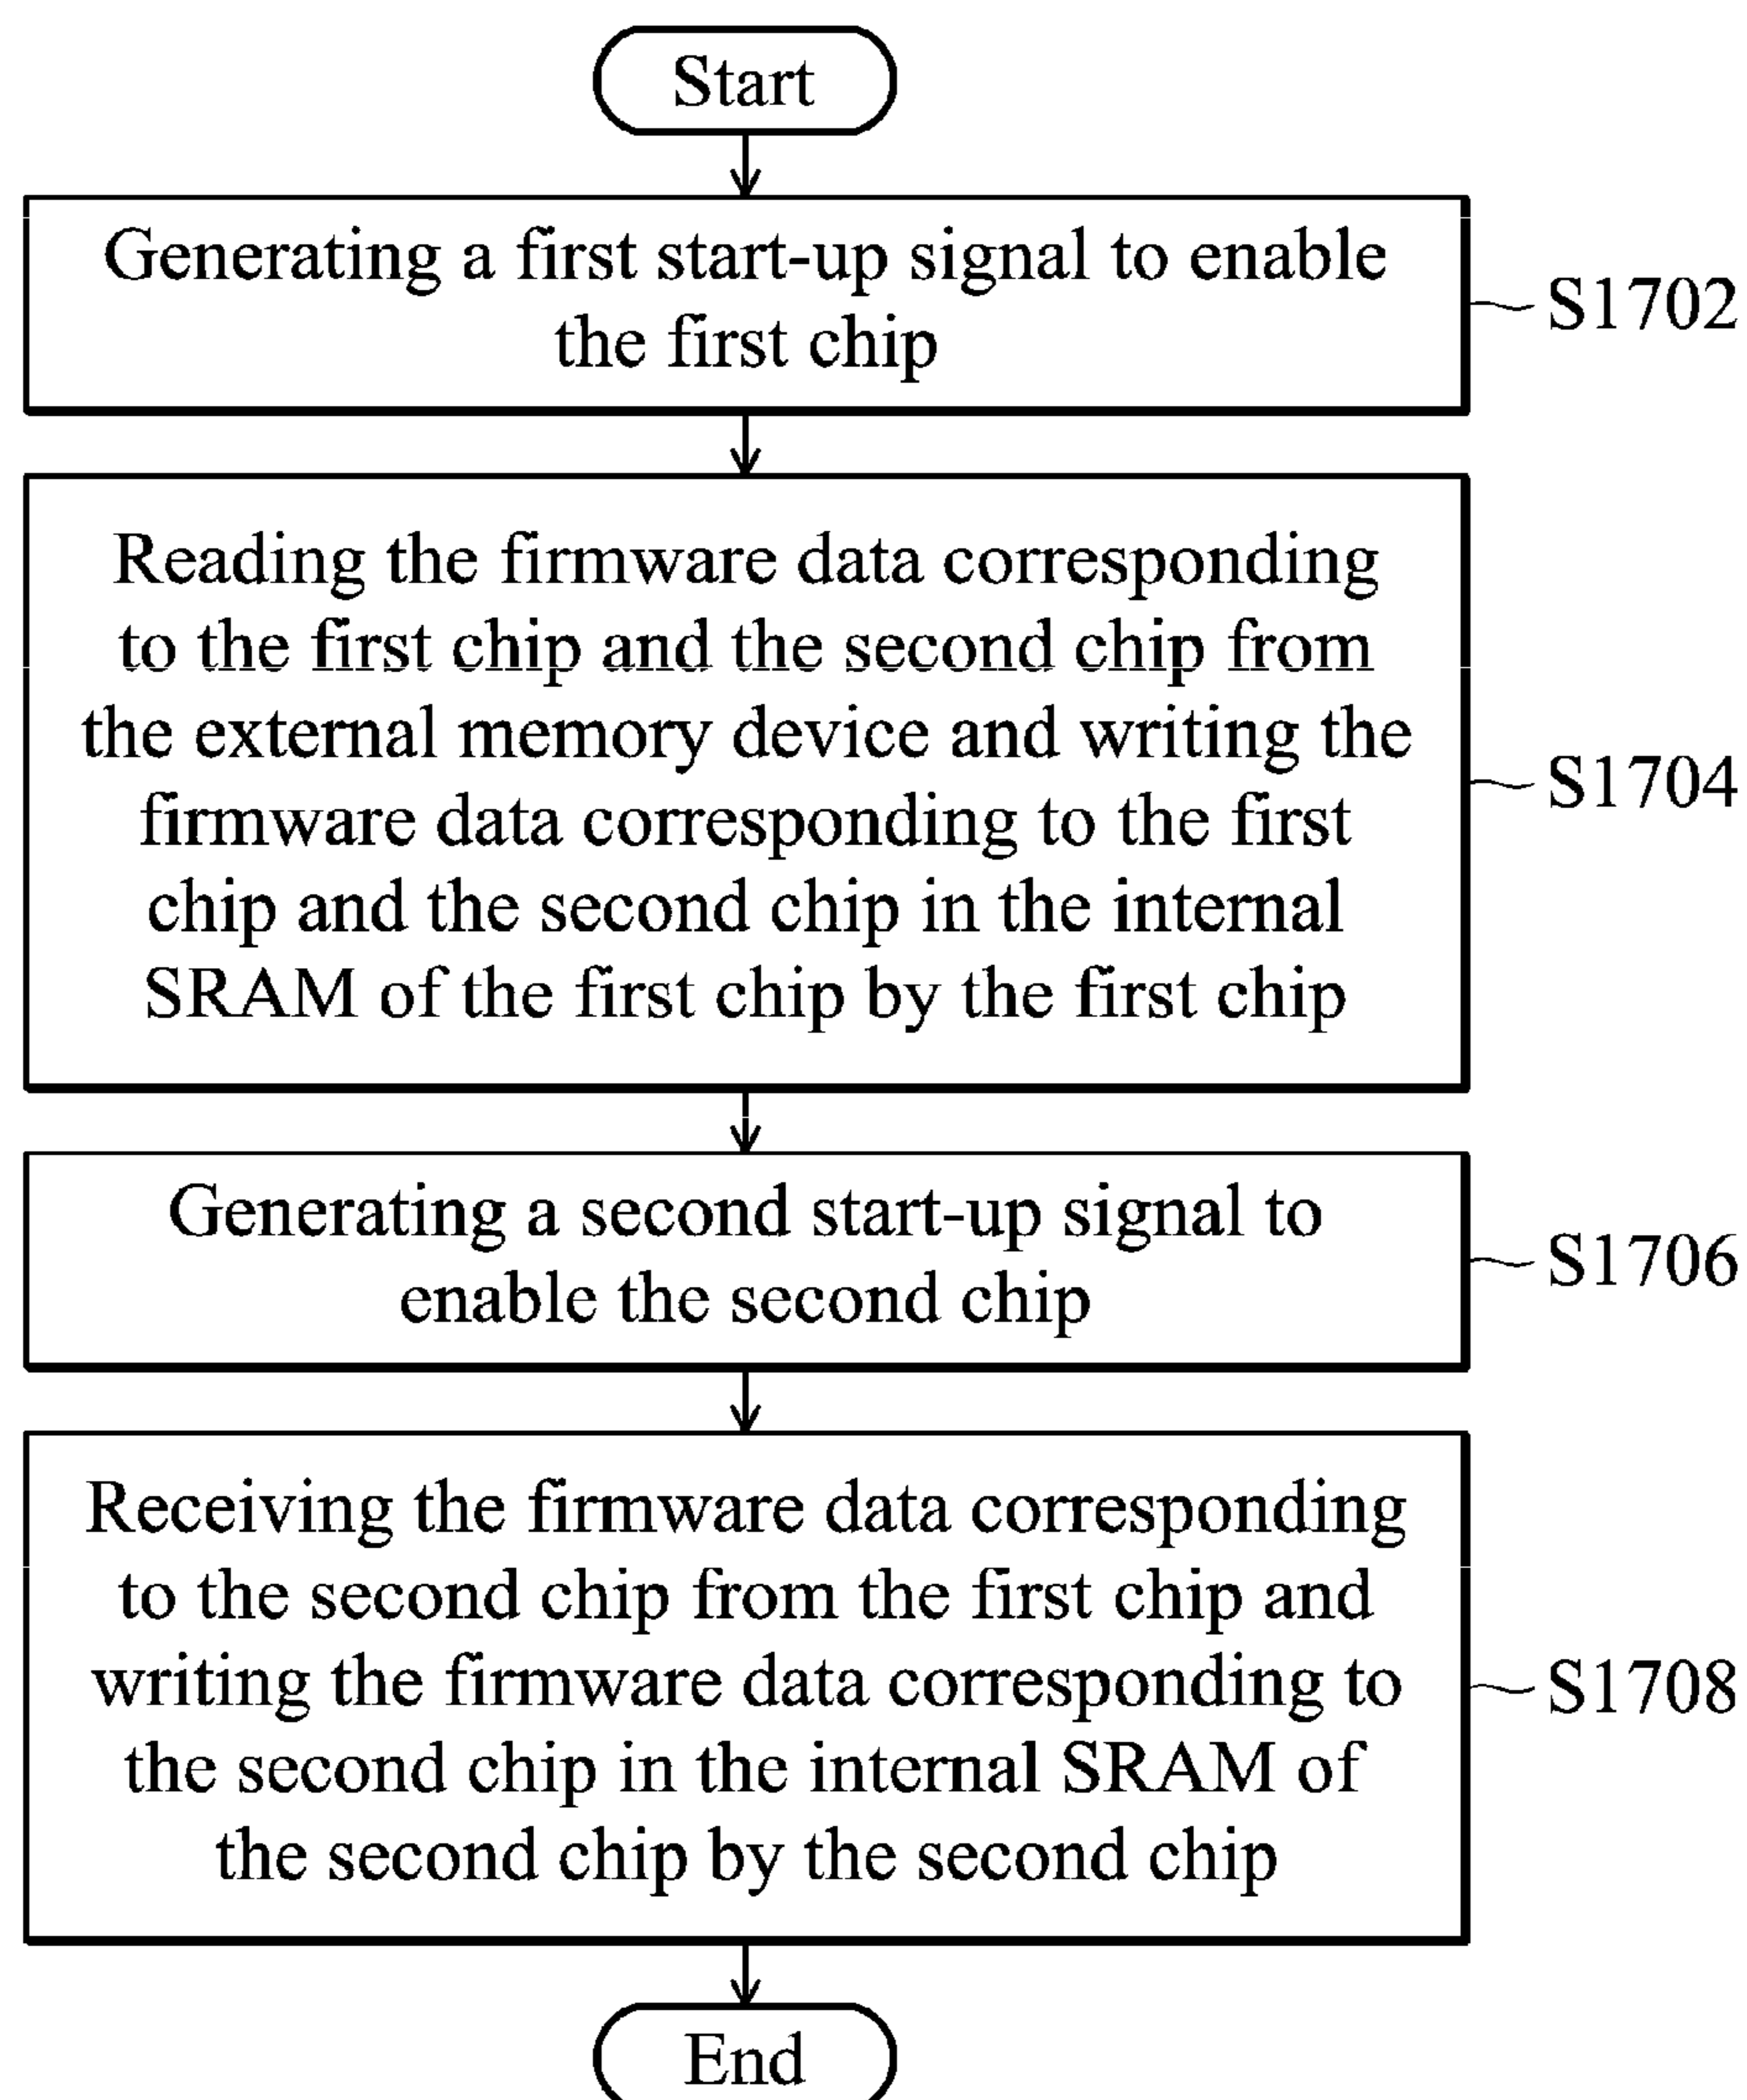 Start
Generating a first start-up signal to enable
the first chip
S1702
Reading the firmware data corresponding
to the first chip and the second chip from
the external memory device and writing the
firmware data corresponding to the first
chip and the second chip in the internal
SRAM of the first chip by the first chip
S1704
Generating a second start-up signal to
enable the second chip
S1706
Receiving the firmware data corresponding
to the second chip from the first chip and
writing the firmware data corresponding to
the second chip in the internal SRAM of
the second chip by the second chip
S1708
End